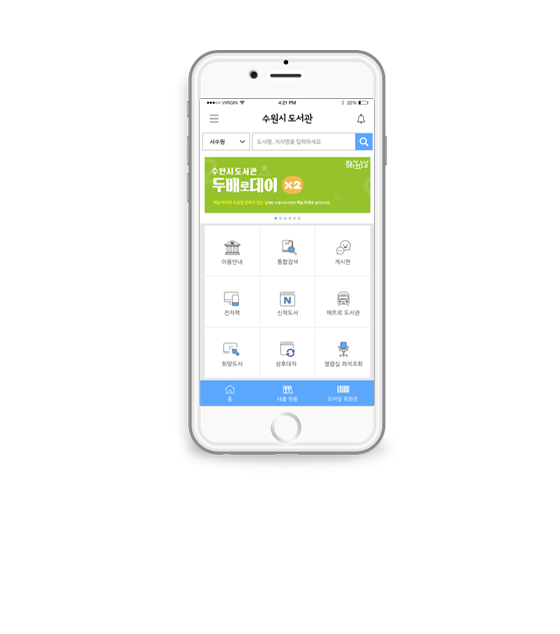 VIRGIN
4:21 PM
22%
수원시 도서관
서수원
도서명, 저자명을 입력하세요
수원시도서관
두배로데이 x2
이용안내
통합검색
게시판
전자책
신착도서
메트로 도서관
희망도서
상호대차
열람실 좌석조회
홈
대출 현황
모바일 회원증